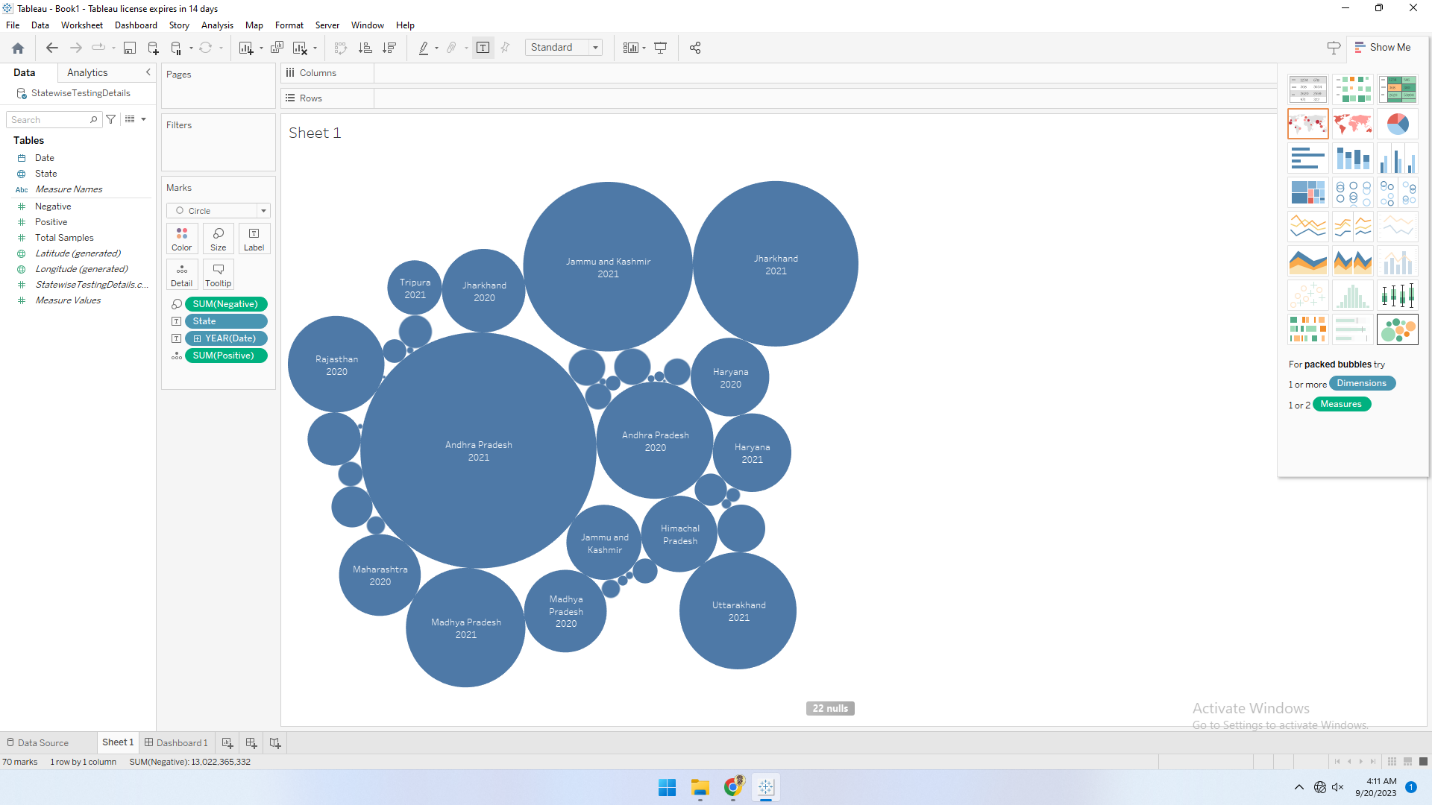 Tableau - Book1 - Tableau license expires in 14 days
File Data Worksheet Dashboard Story Analysis Map Format Server Window Help
Standard
Show Me
Data Analytics
StatewiseTestingDetails
Search
Tables
Date
State
Abc Measure Names
Negative
Positive
Total Samples
Latitude (generated)
Longitude (generated)
StatewiseTestingDetails.c...
Measure Values
Pages
Filters
Marks
Circle
Color Size Label
Detail Tooltip
SUM(Negative)
State
YEAR(Date)
SUM(Positive)
Columns
Rows
Sheet 1
Jammu and Kashmir
2021
Jharkhand
2021
Tripura
2021
Jharkhand
2020
Rajasthan
2020
Haryana
2020
Andhra Pradesh
2021
Andhra Pradesh
2020
Haryana
2021
Jammu and
Kashmir
Himachal
Pradesh
Maharashtra
2020
Madhya
Pradesh
2020
Madhya Pradesh
2021
Uttarakhand
2021
22 nulls
For packed bubbles try
1 or more Dimensions
1 or 2 Measures
Activate Windows
Go to Settings to activate Windows.
Data Source Sheet 1 Dashboard 1
70 marks 1 row by 1 column SUM(Negative): 13,022,365,332
4:11 AM
9/20/2023
1